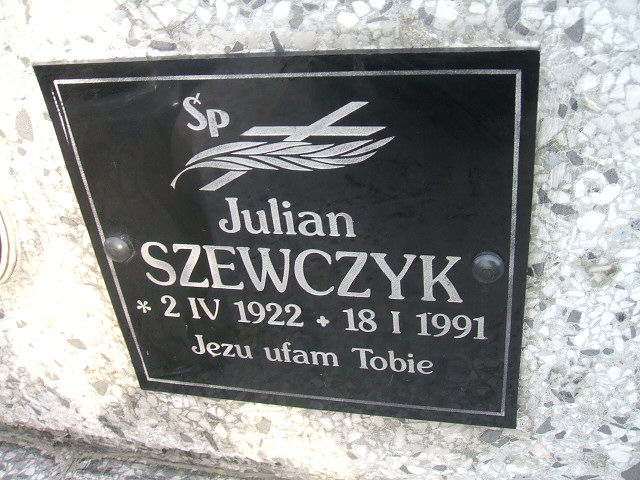 Śp
Julian
SZEWCZYK
* 2 IV 1922 + 18 I 1991
Jezu ufam Tobie